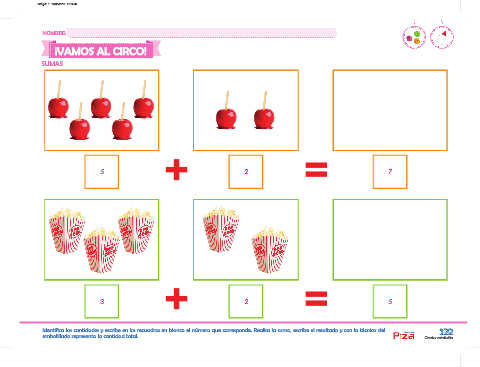 NOMBRE
¡VAMOS AL CIRCO!
SUMAS
5 + 2 = 7
3 + 2 = 5
Identifica las cantidades y escribe en los recuadros en blanco el número que corresponda. Realiza la suma, escribe el resultado y con la técnica del
embolillado representa la cantidad total.
122